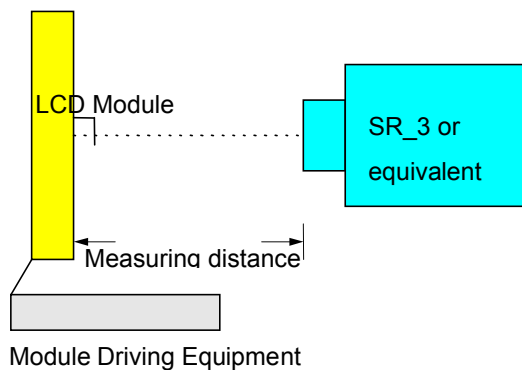 LCD Module
SR_3 or
equivalent
Measuring distance
Module Driving Equipment